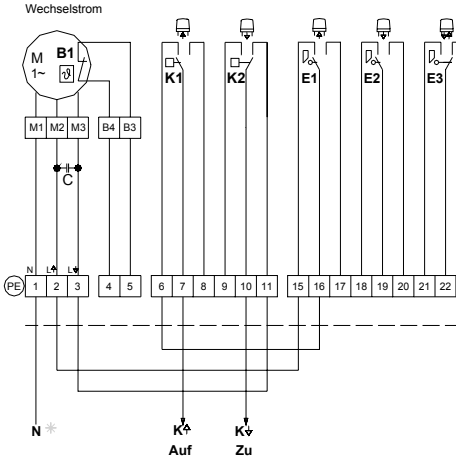 Wechselstrom
M B1
1~ ϑ
K1 K2 E1 E2 E3
M1 M2 M3 B4 B3
C
N L L
PE 1 2 3 4 5 6 7 8 9 10 11 15 16 17 18 19 20 21 22
N * K K
Auf Zu